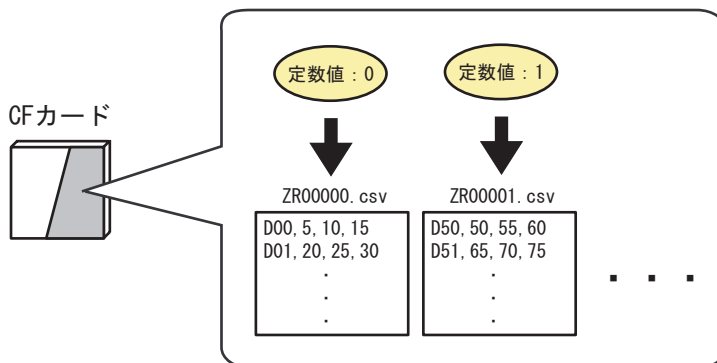 CFカード
定数値：0
定数値：1
ZR00000.csv
D00, 5, 10, 15
D01, 20, 25, 30
ZR00001.csv
D50, 50, 55, 60
D51, 65, 70, 75